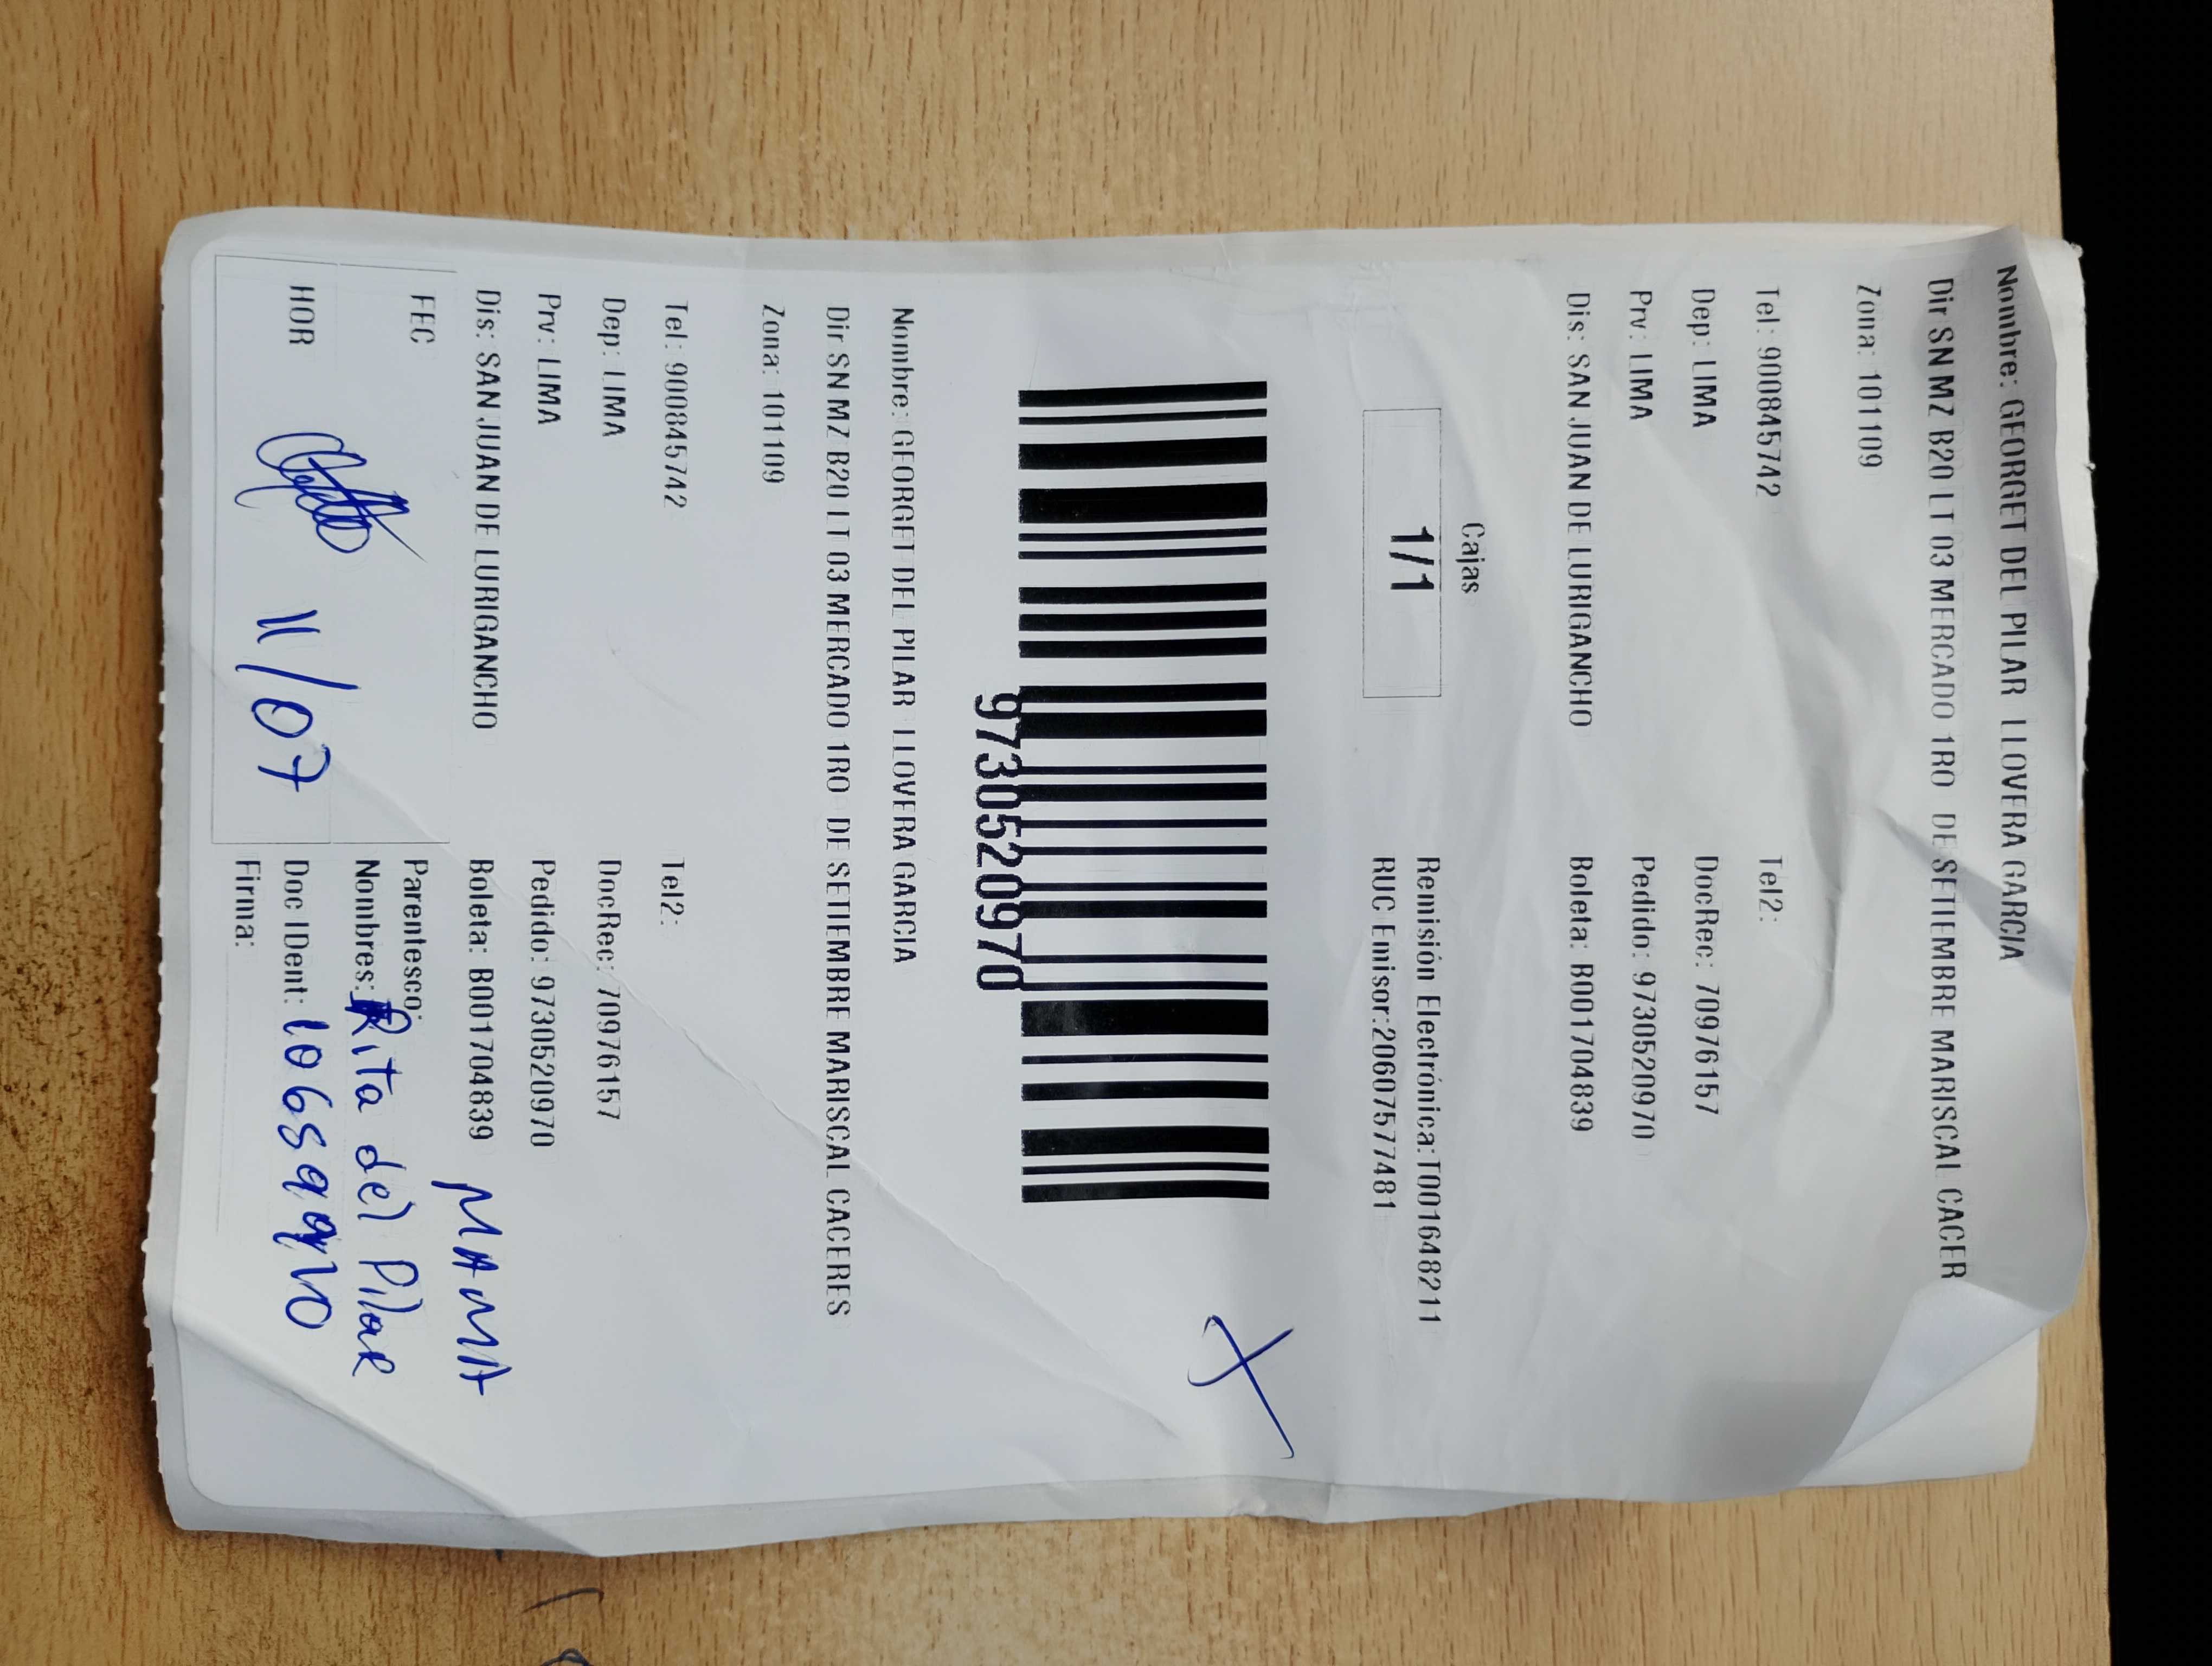 Nombre: GEORGET DEL PILAR LLOVERA GARCIA
Dir SN MZ B20 LT 03 MERCADO 1RO DE SETIEMBRE MARISCAL CACER
Zona: 101109
Tel: 900845742 Tel2:
Dep: LIMA DocRec: 70976157
Prv: LIMA Pedido: 9730520970
Dis: SAN JUAN DE LURIGANCHO Boleta: B001704839
Cajas
1/1
Remisión Electrónica:T001648211
RUC Emisor:20607577481
9730520970
Nombre: GEORGET DEL PILAR LLOVERA GARCIA
Dir SN MZ B20 LT 03 MERCADO 1RO DE SETIEMBRE MARISCAL CACERES
Zona: 101109
Tel: 900845742 Tel2:
Dep: LIMA DocRec: 70976157
Prv: LIMA Pedido: 9730520970
Dis: SAN JUAN DE LURIGANCHO Boleta: B001704839
FEC Parentesco: MAMA
Nombres: Rita del Pilar
HOR 11/07 Doc IDent:
Firma: